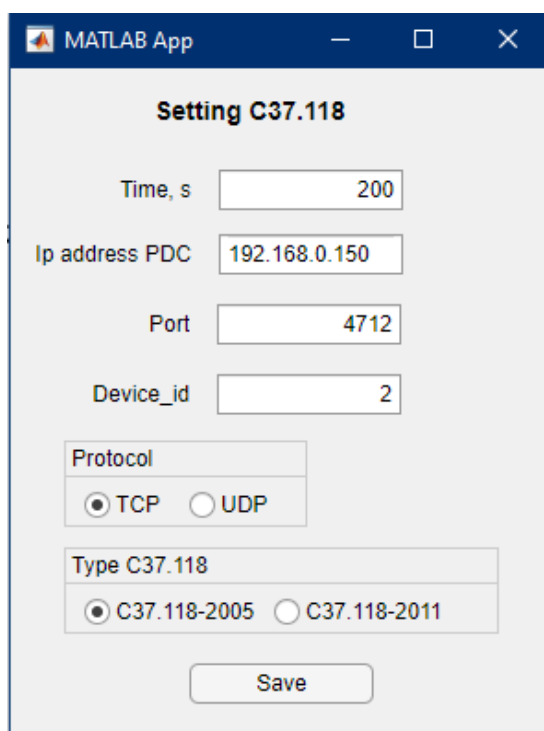 MATLAB App
Setting C37.118
Time, s 200
Ip address PDC 192.168.0.150
Port 4712
Device_id 2
Protocol
TCP UDP
Type C37.118
C37.118-2005 C37.118-2011
Save